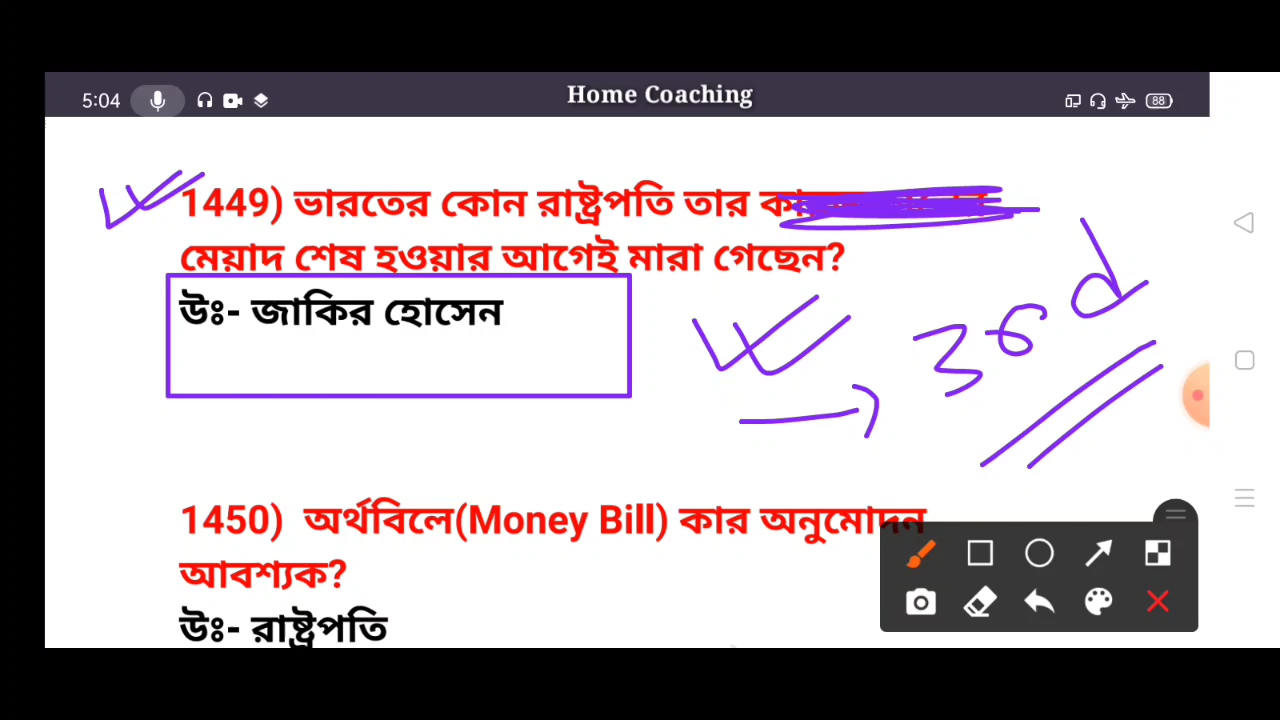 5:04 Home Coaching 88
1449) ভারতের কোন রাষ্ট্রপতি তার
মেয়াদ শেষ হওয়ার আগেই মারা গেছেন?
উঃ- জাকির হোসেন
3rd
1450) অর্থবিলে(Money Bill) কার অনুমোদন
আবশ্যক?
উঃ- রাষ্ট্রপতি